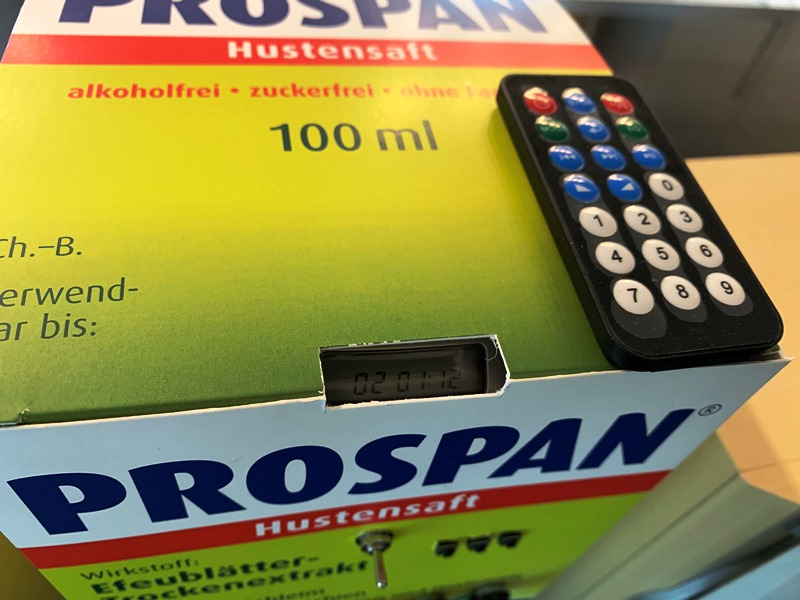 PROSPAN
Hustensaft
alkoholfrei • zuckerfrei • ohne
100 ml
Ch.–B.
erwend-
ar bis:
0
1 2 3
4 5 6
7 8 9
02 01:12
PROSPAN®
Hustensaft
Wirkstoff:
Efeublätter-
Trockenextrakt